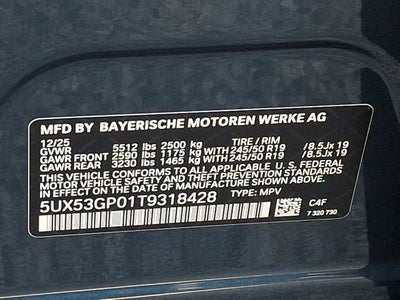 MFD BY BAYERISCHE MOTOREN WERKE AG
12/25 TIRE / RIM
GVWR 5512 lbs 2500 kg
GAWR FRONT 2590 lbs 1175 kg 245/50 R19 /8.5Jx 19
GAWR REAR 3230 lbs 1465 kg 245/50 R19 /8.5Jx 19
THIS VEHICLE CONFORMS TO ALL APPLICABLE U.S.
FEDERAL MOTOR VEHICLE SAFETY, BUMPER, AND THEFT
PREVENTION STANDARDS IN EFFECT ON THE DATE OF
MANUFACTURE SHOWN ABOVE.
5UX53GP01T9318428 TYPE: MPV
C4F
7 320 730